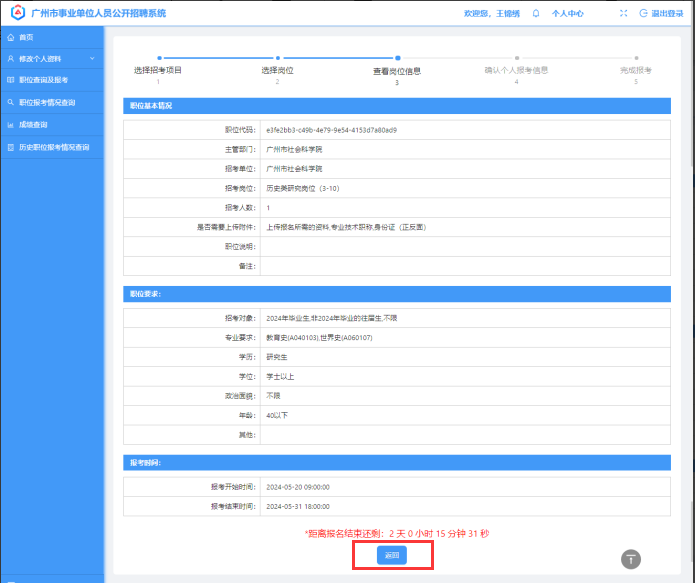 广州市事业单位人员公开招聘系统
欢迎您，王锦绣
个人中心
退出登录
首页
修改个人资料
职位查询及报考
职位报考情况查询
成绩查询
历史职位报考情况查询
选择招考项目
1
选择岗位
2
查看岗位信息
3
确认个人报考信息
4
完成报考
5
职位基本情况
职位代码： e3fe2bb3-c49b-4e79-9e54-4153d7a80ad9
主管部门： 广州市社会科学院
招考单位： 广州市社会科学院
招考岗位： 历史类研究岗位（3-10）
招考人数： 1
是否需要上传附件： 上传报名所需的资料,专业技术职称,身份证（正反面）
职位说明：
备注：
职位要求：
招考对象： 2024年毕业生,非2024年毕业的往届生,不限
专业要求： 教育史(A040103),世界史(A060107)
学历： 研究生
学位： 学士以上
政治面貌： 不限
年龄： 40以下
其他：
报考时间：
报考开始时间： 2024-05-20 09:00:00
报考结束时间： 2024-05-31 18:00:00
*距离报名结束还剩：2 天 0 小时 15 分钟 31 秒
返回